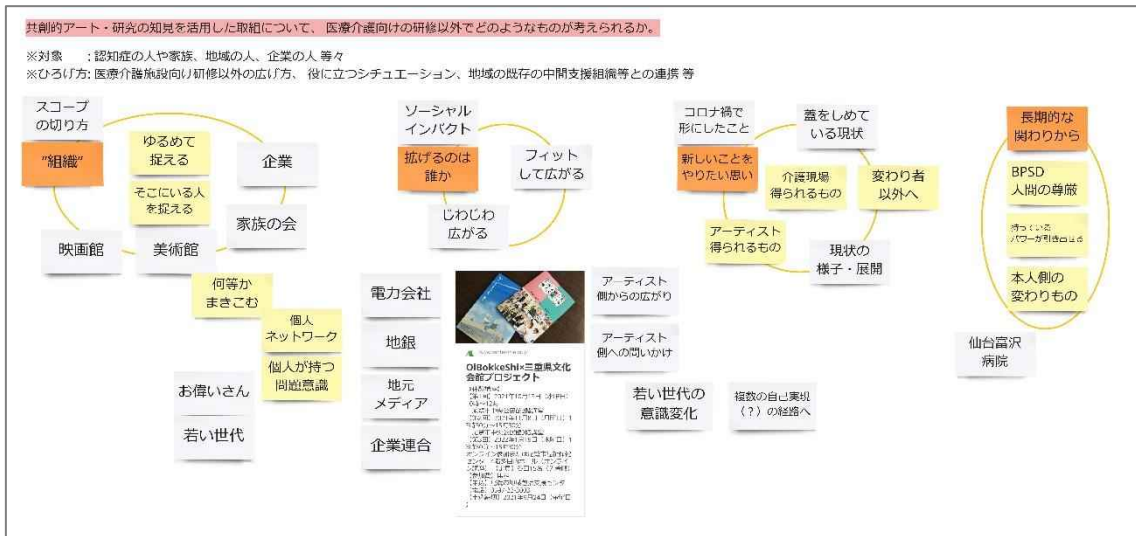 共創的アート・研究の知見を活用した取組について、 医療介護向けの研修以外でどのようなものが考えられるか。
※対象　: 認知症の人や家族、地域の人、企業の人 等々
※ひろげ方: 医療介護施設向け研修以外の広げ方、 役に立つシチュエーション、地域の既存の中間支援組織等との連携 等
スコープ
の切り方
"組織"
ゆるめて
捉える
そこにいる人
を捉える
企業
家族の会
映画館
美術館
何等か
まきこむ
個人
ネットワーク
個人が持つ
問題意識
お偉いさん
若い世代
ソーシャル
インパクト
拡げるのは
誰か
フィット
して広がる
じわじわ
広がる
電力会社
地銀
地元
メディア
企業連合
OiBokkeShi×三重県文化
会館プロジェクト
アーティスト
側からの広がり
アーティスト
側への問いかけ
若い世代の
意識変化
複数の自己実現
（？）の経路へ
コロナ禍で
形にしたこと
蓋をしめて
いる現状
新しいことを
やりたい思い
介護現場
得られるもの
変わり者
以外へ
アーティスト
得られるもの
現状の
様子・展開
長期的な
関わりから
BPSD
人間の尊厳
持っている
パワーが引き出せる
本人側の
変わりもの
仙台富沢
病院